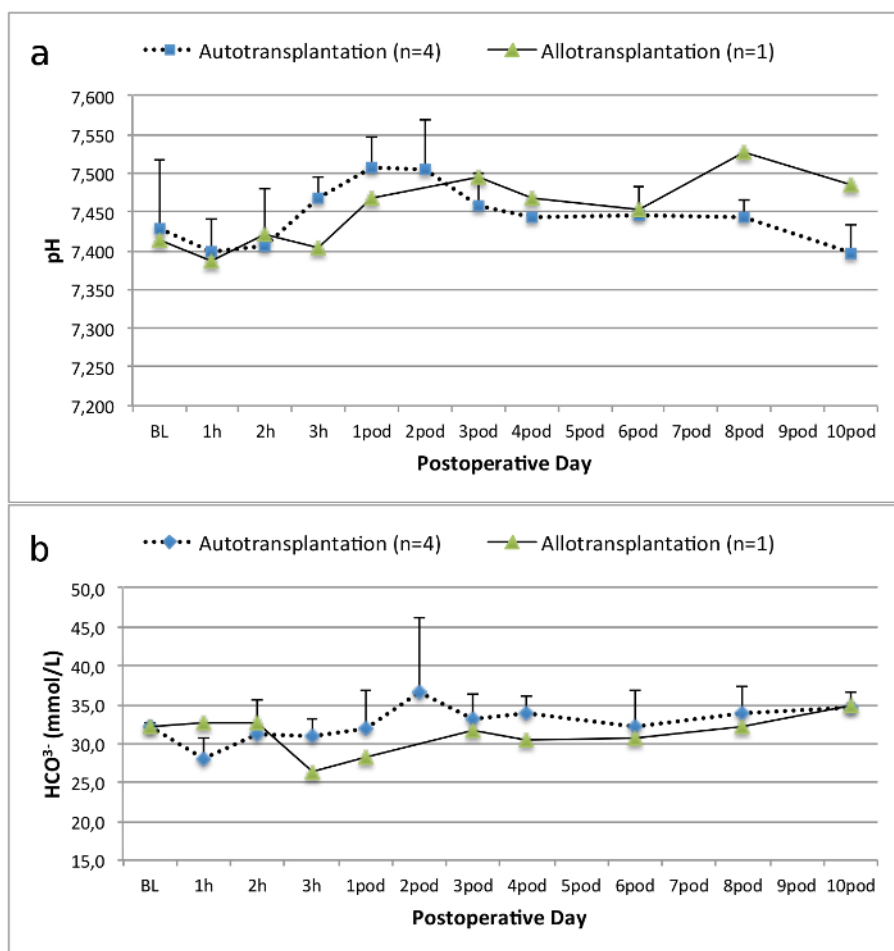 a
Autotransplantation (n=4) Allotransplantation (n=1)
7,600
7,550
7,500
7,450
7,400
7,350
7,300
7,250
7,200
pH
BL 1h 2h 3h 1pod 2pod 3pod 4pod 5pod 6pod 7pod 8pod 9pod 10pod
Postoperative Day
b
Autotransplantation (n=4) Allotransplantation (n=1)
50,0
45,0
40,0
35,0
30,0
25,0
20,0
15,0
HCO³⁻ (mmol/L)
BL 1h 2h 3h 1pod 2pod 3pod 4pod 5pod 6pod 7pod 8pod 9pod 10pod
Postoperative Day